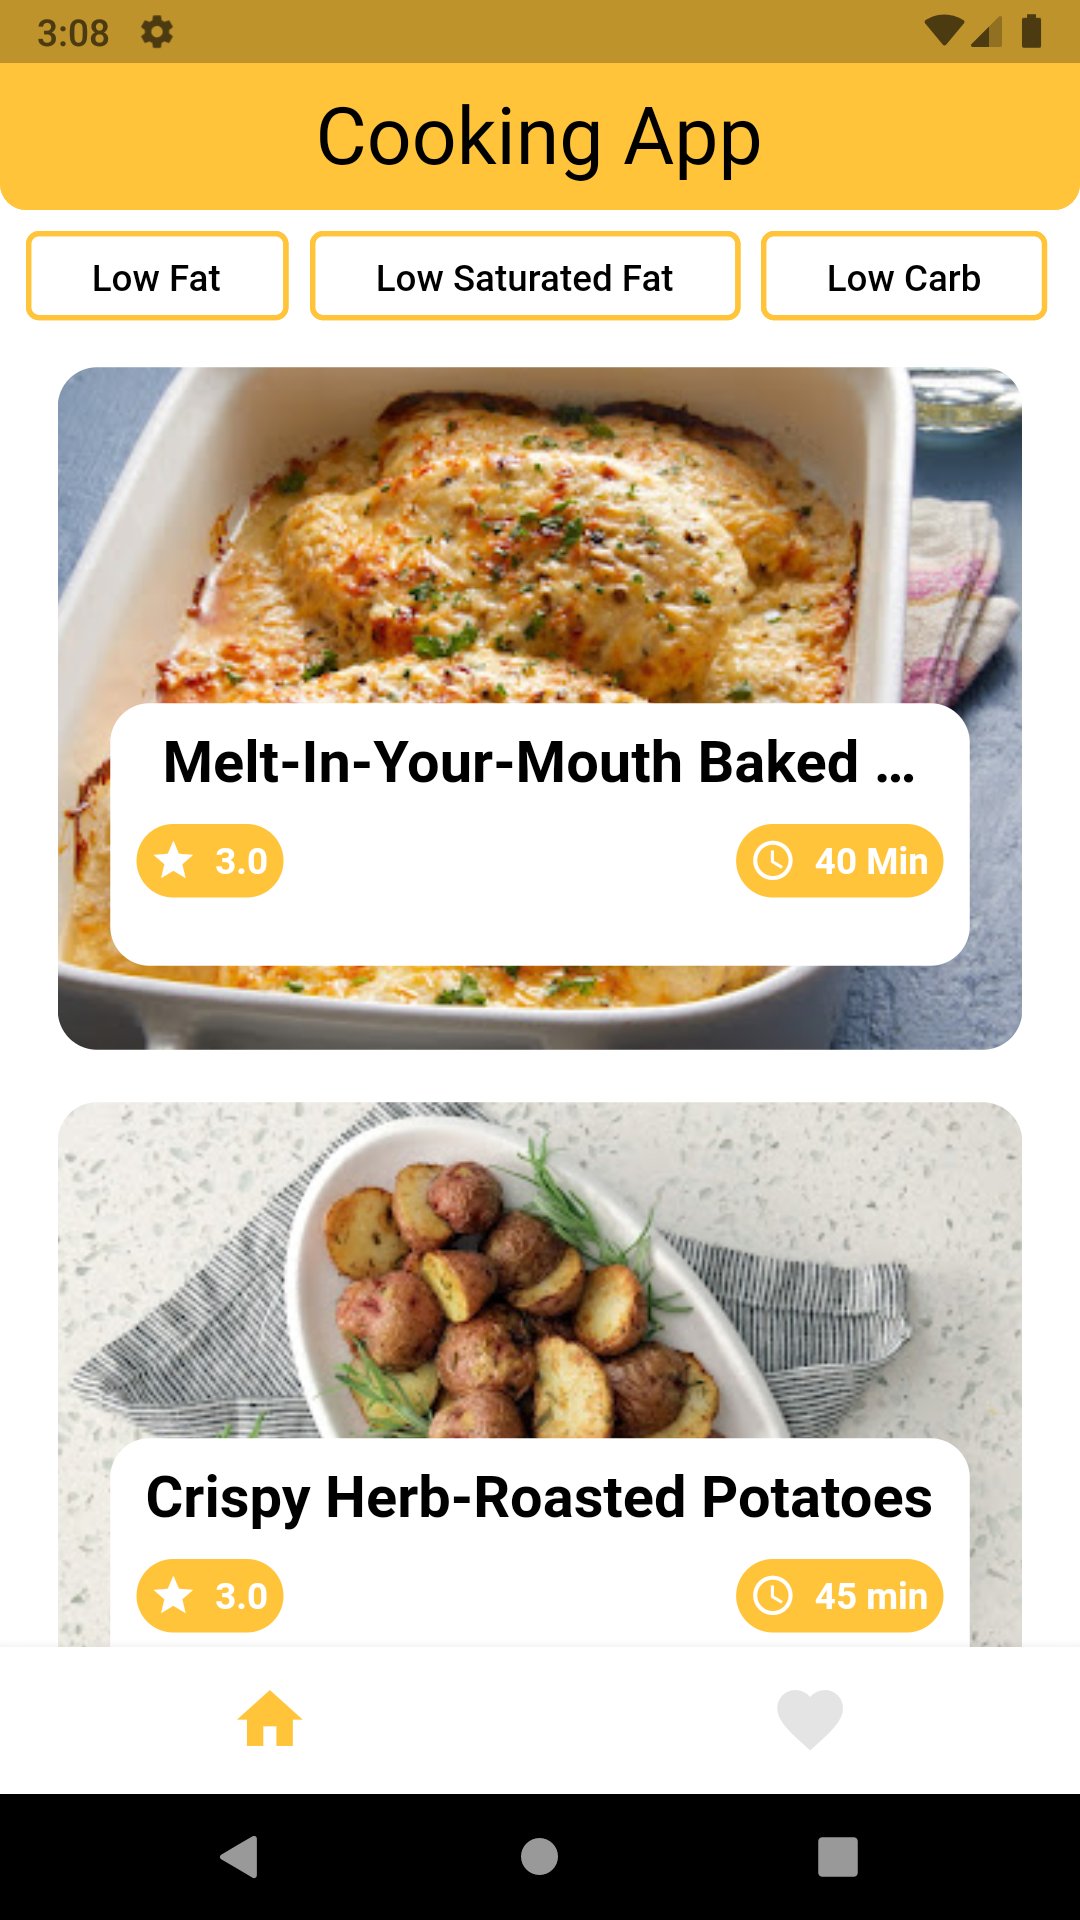 3:08
Cooking App
Low Fat
Low Saturated Fat
Low Carb
Melt-In-Your-Mouth Baked ...
3.0
40 Min
Crispy Herb-Roasted Potatoes
3.0
45 min